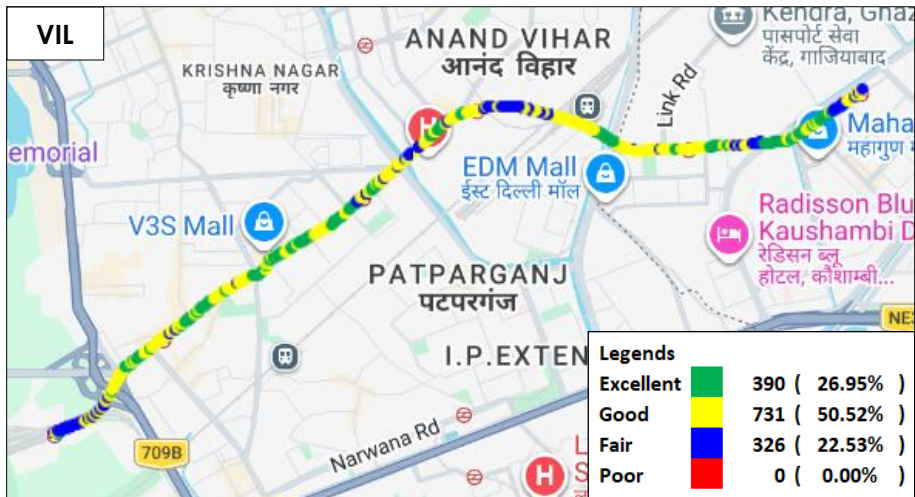 VIL
ANAND VIHAR
आनंद विहार
KRISHNA NAGAR
कृष्णा नगर
Kendra, Ghaz
पासपोर्ट सेवा
केंद्र, गाजियाबाद
Link Rd
emorial
H
Maha
महागुण म
EDM Mall
ईस्ट दिल्ली मॉल
V3S Mall
Radisson Blu
Kaushambi D
रेडिसन ब्लू
होटल, कौशाम्बी...
PATPARGANJ
पटपरगंज
NE3
I.P.EXTEN
709B
Narwana Rd
H
L
S
Legends
Excellent 390 ( 26.95% )
Good 731 ( 50.52% )
Fair 326 ( 22.53% )
Poor 0 ( 0.00% )